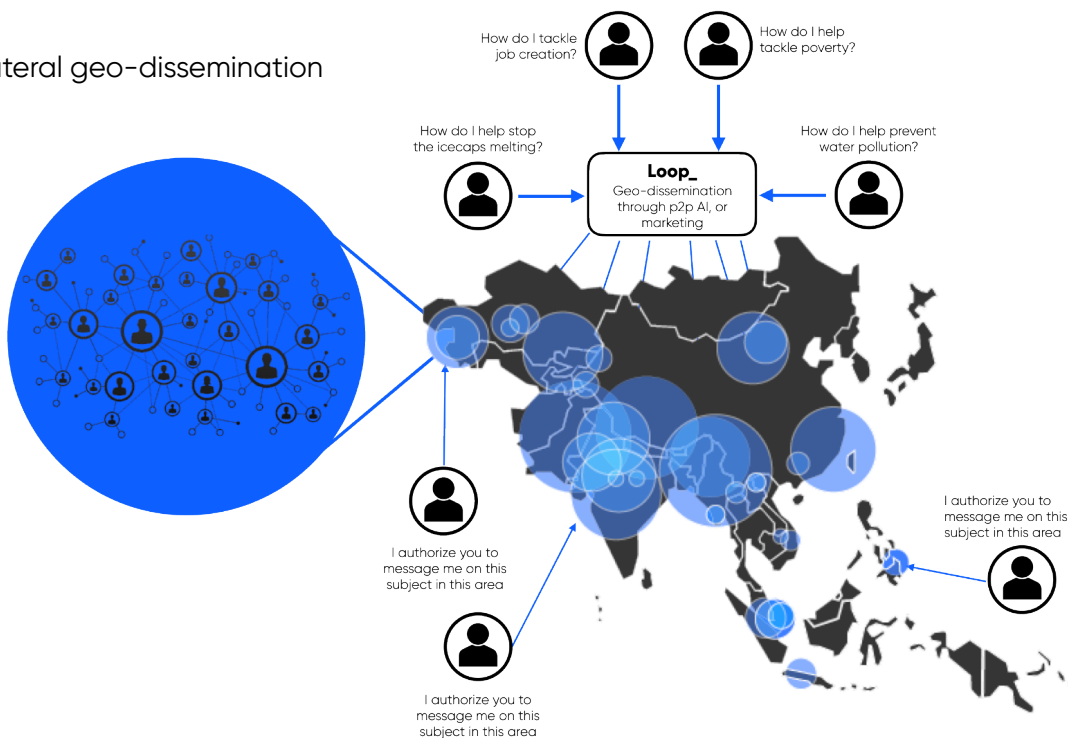 ateral geo-dissemination
How do I tackle
job creation?
How do I help
tackle poverty?
How do I help stop
the icecaps melting?
How do I help prevent
water pollution?
Loop_
Geo-dissemination
through p2p AI, or
marketing
I authorize you to
message me on this
subject in this area
I authorize you to
message me on this
subject in this area
I authorize you to
message me on this
subject in this area